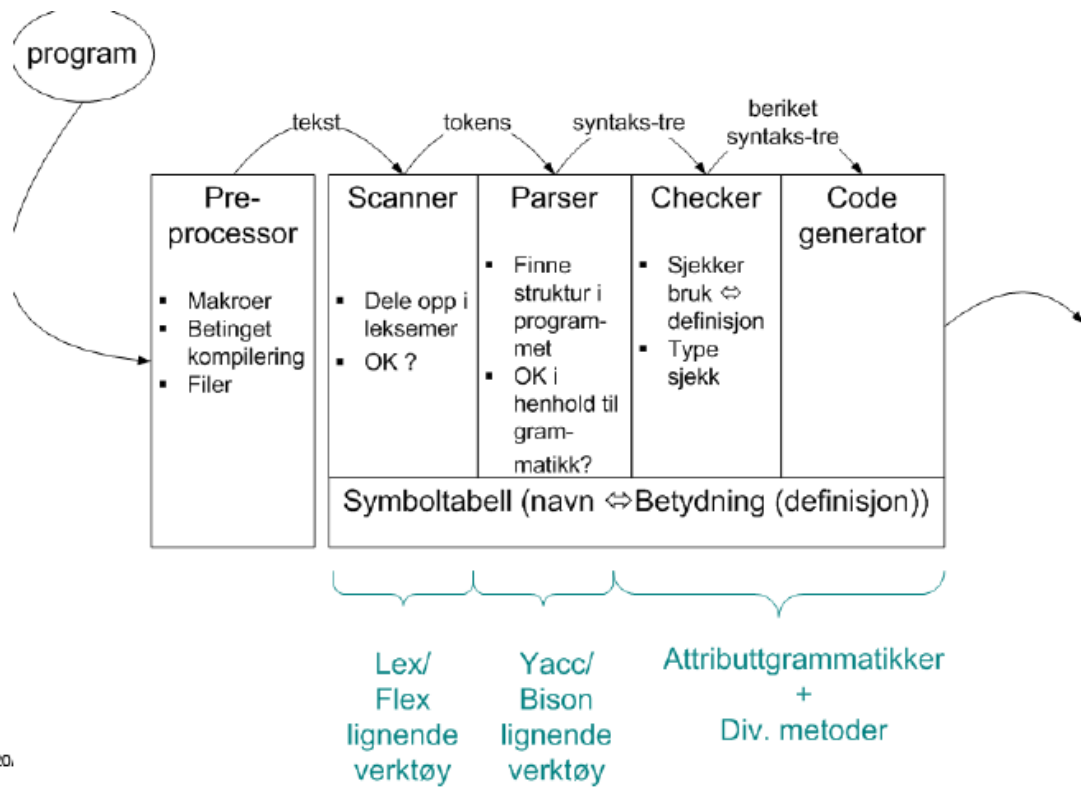 program
tekst
tokens
syntaks-tre
beriket
syntaks-tre
Pre-
processor
▪ Makroer
▪ Betinget
kompilering
▪ Filer
Scanner
▪ Dele opp i
leksemer
▪ OK ?
Parser
▪ Finne
struktur i
program-
met
▪ OK i
henhold til
gram-
matikk?
Checker
▪ Sjekker
bruk ⇔
definisjon
▪ Type
sjekk
Code
generator
Symboltabell (navn ⇔Betydning (definisjon))
Lex/
Flex
lignende
verktøy
Yacc/
Bison
lignende
verktøy
Attributtgrammatikker
+
Div. metoder